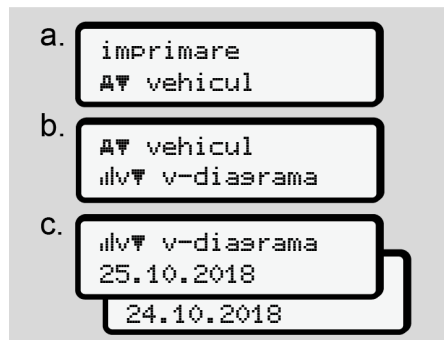 a.
imprimare
A▼ vehicul
b.
A▼ vehicul
v▼ v-diagrama
c.
v▼ v-diagrama
25.10.2018
24.10.2018